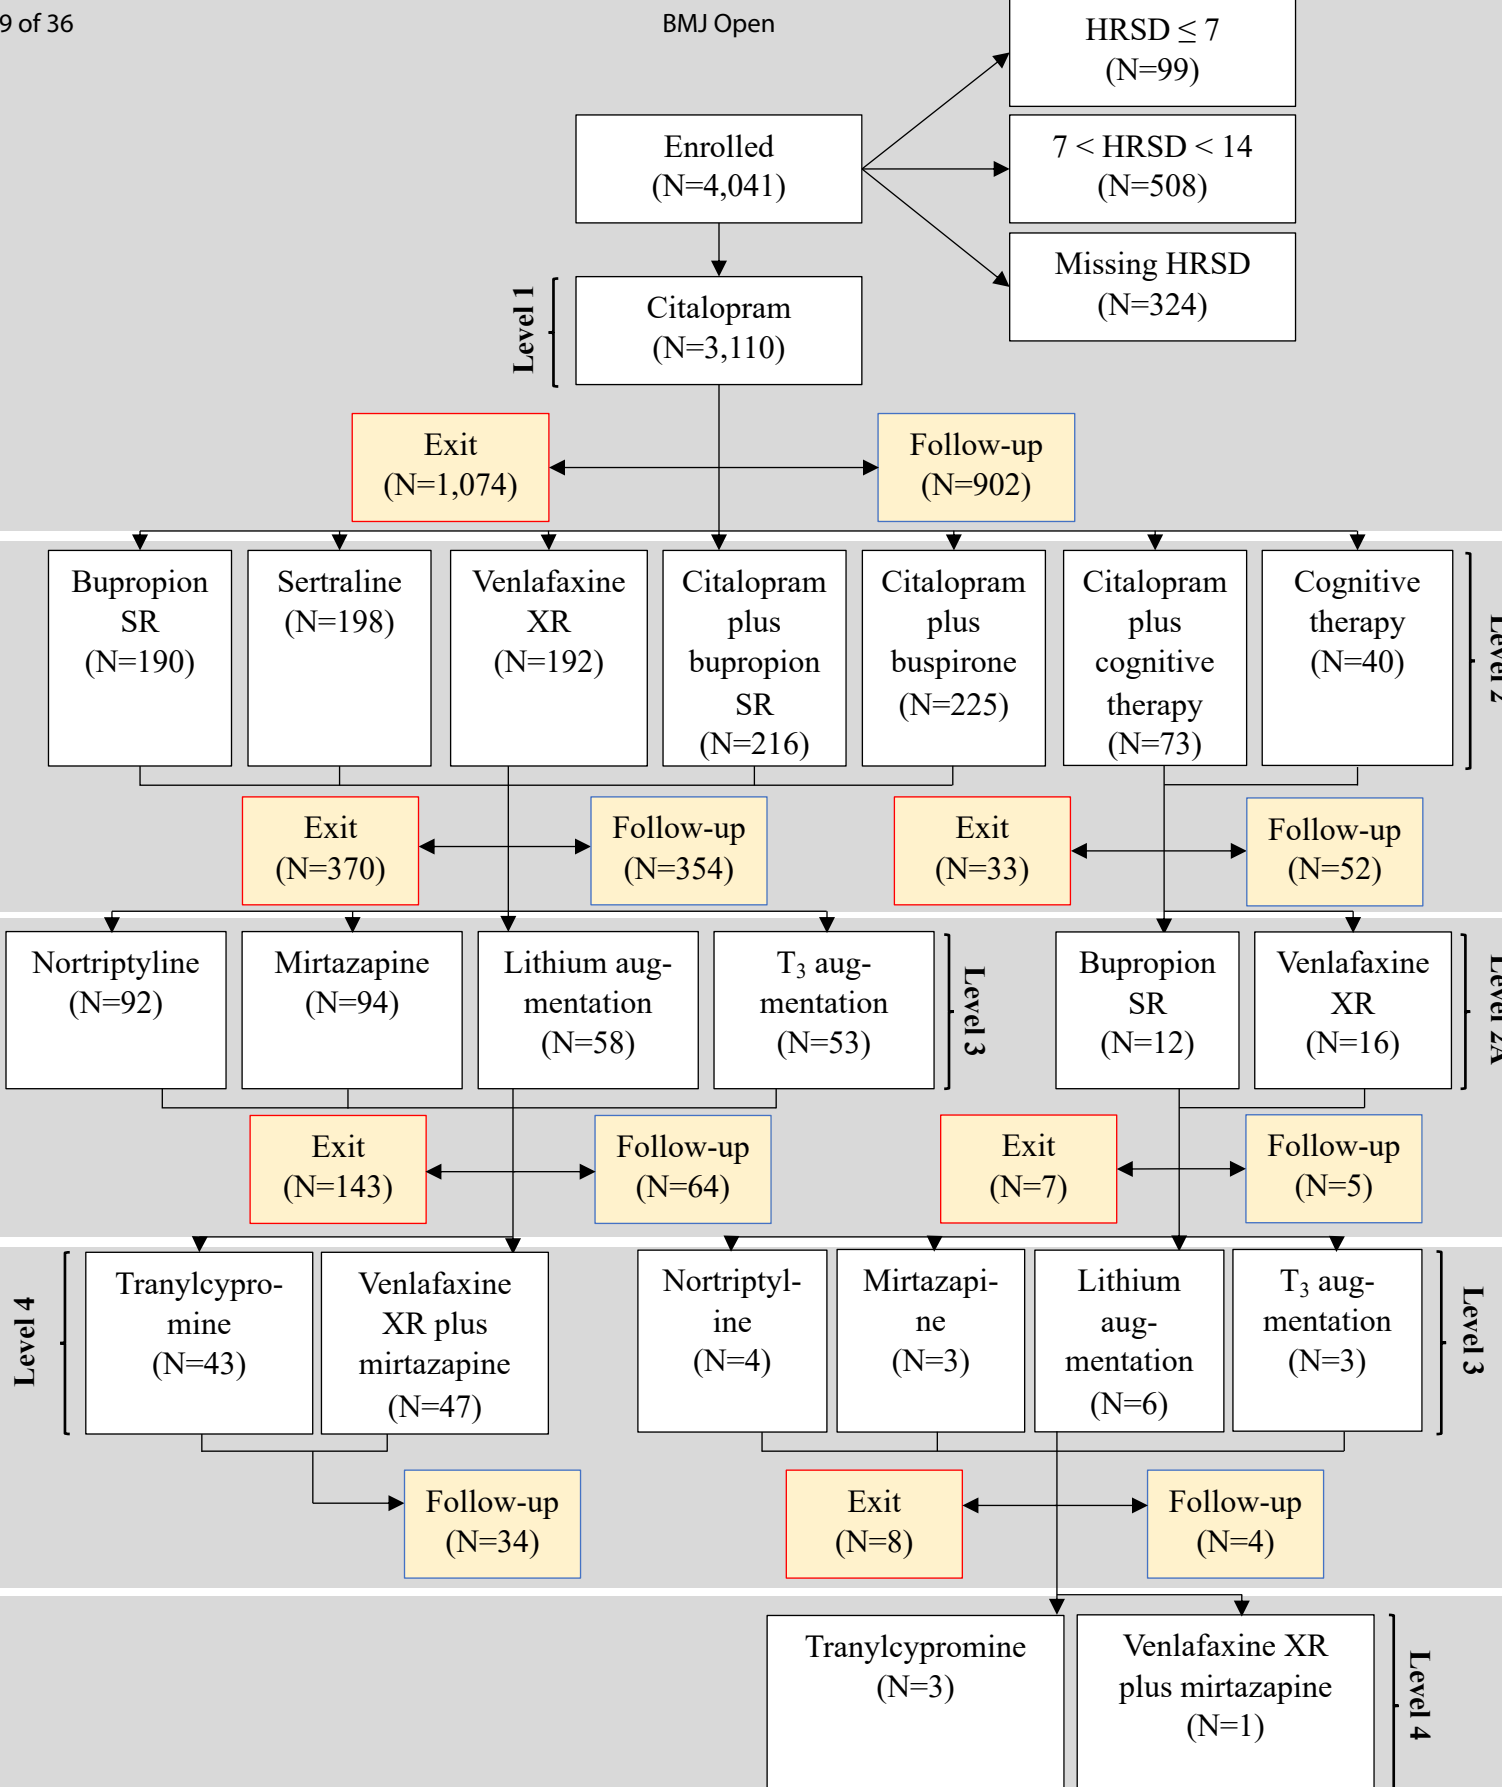 9 of 36
BMJ Open
HRSD ≤ 7
(N=99)
Enrolled
(N=4,041)
7 < HRSD < 14
(N=508)
Missing HRSD
(N=324)
Level 1
Citalopram
(N=3,110)
Exit
(N=1,074)
Follow-up
(N=902)
Bupropion
SR
(N=190)
Sertraline
(N=198)
Venlafaxine
XR
(N=192)
Citalopram
plus
bupropion
SR
(N=216)
Citalopram
plus
buspirone
(N=225)
Citalopram
plus
cognitive
therapy
(N=73)
Cognitive
therapy
(N=40)
Level 2
Exit
(N=370)
Follow-up
(N=354)
Exit
(N=33)
Follow-up
(N=52)
Nortriptyline
(N=92)
Mirtazapine
(N=94)
Lithium aug-
mentation
(N=58)
T₃ aug-
mentation
(N=53)
Level 3
Bupropion
SR
(N=12)
Venlafaxine
XR
(N=16)
Level 2A
Exit
(N=143)
Follow-up
(N=64)
Exit
(N=7)
Follow-up
(N=5)
Level 4
Tranylcypro-
mine
(N=43)
Venlafaxine
XR plus
mirtazapine
(N=47)
Nortriptyl-
ine
(N=4)
Mirtazapi-
ne
(N=3)
Lithium
aug-
mentation
(N=6)
T₃ aug-
mentation
(N=3)
Level 3
Follow-up
(N=34)
Exit
(N=8)
Follow-up
(N=4)
Tranylcypromine
(N=3)
Venlafaxine XR
plus mirtazapine
(N=1)
Level 4